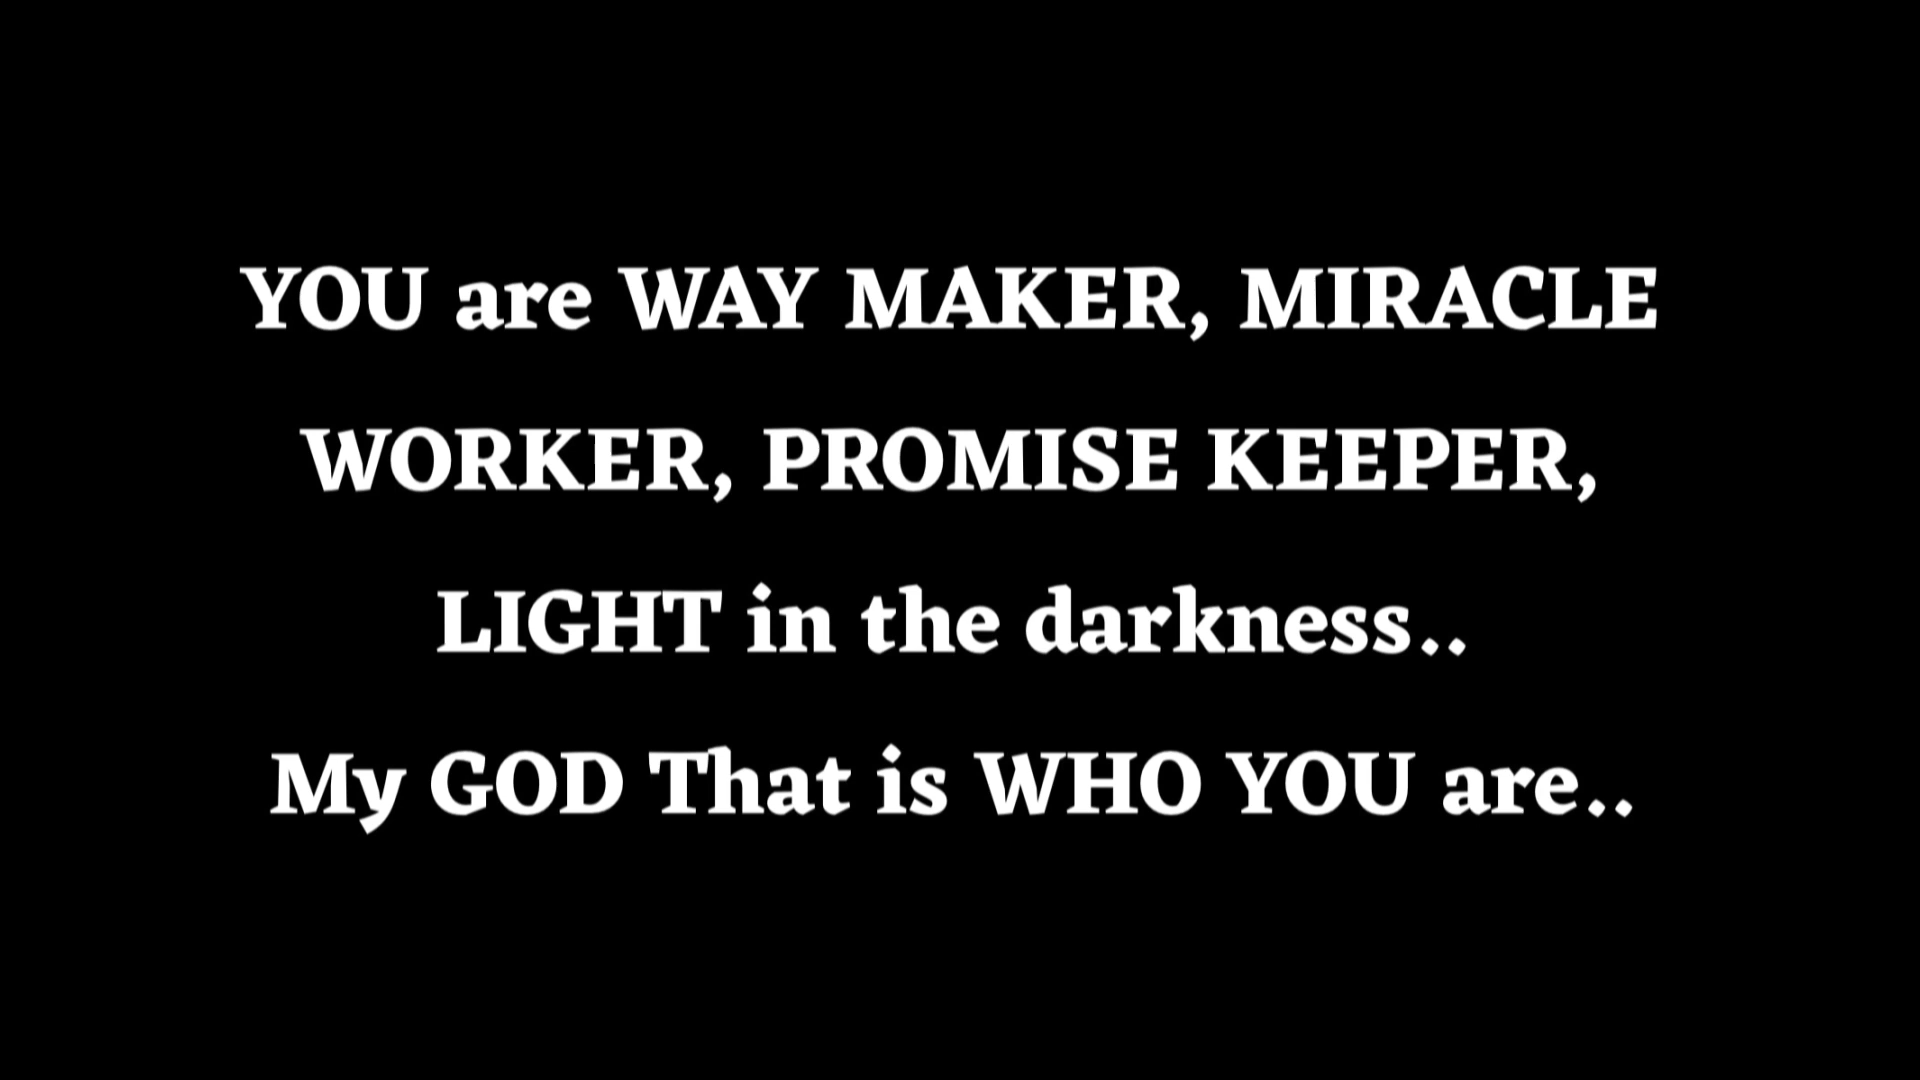 YOU are WAY MAKER, MIRACLE
WORKER, PROMISE KEEPER,
LIGHT in the darkness..
My GOD That is WHO YOU are..